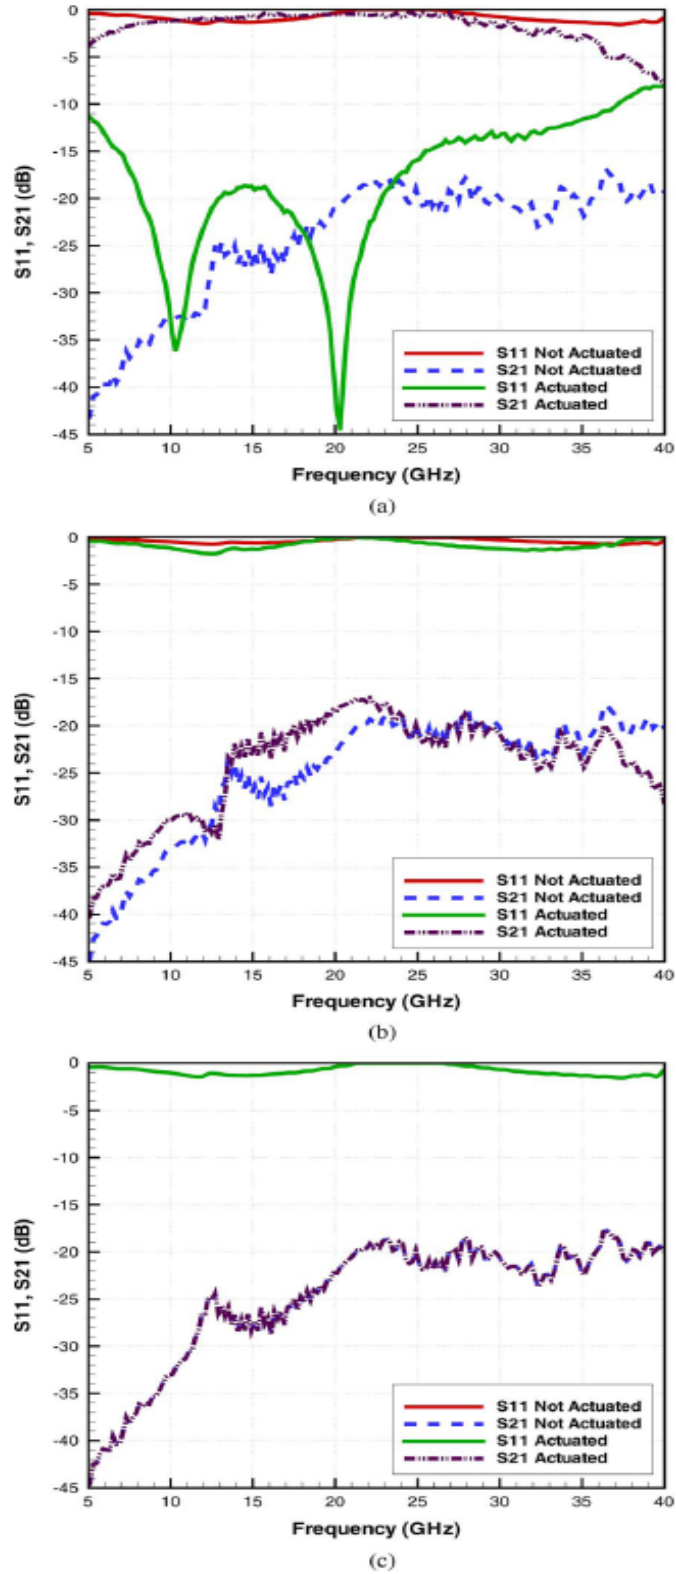 0
-5
-10
-15
-20
-25
-30
-35
-40
-45
S11, S21 (dB)
S11 Not Actuated
S21 Not Actuated
S11 Actuated
S21 Actuated
5 10 15 20 25 30 35 40
Frequency (GHz)
(a)
0
-5
-10
-15
-20
-25
-30
-35
-40
-45
S11, S21 (dB)
S11 Not Actuated
S21 Not Actuated
S11 Actuated
S21 Actuated
5 10 15 20 25 30 35 40
Frequency (GHz)
(b)
0
-5
-10
-15
-20
-25
-30
-35
-40
-45
S11, S21 (dB)
S11 Not Actuated
S21 Not Actuated
S11 Actuated
S21 Actuated
5 10 15 20 25 30 35 40
Frequency (GHz)
(c)